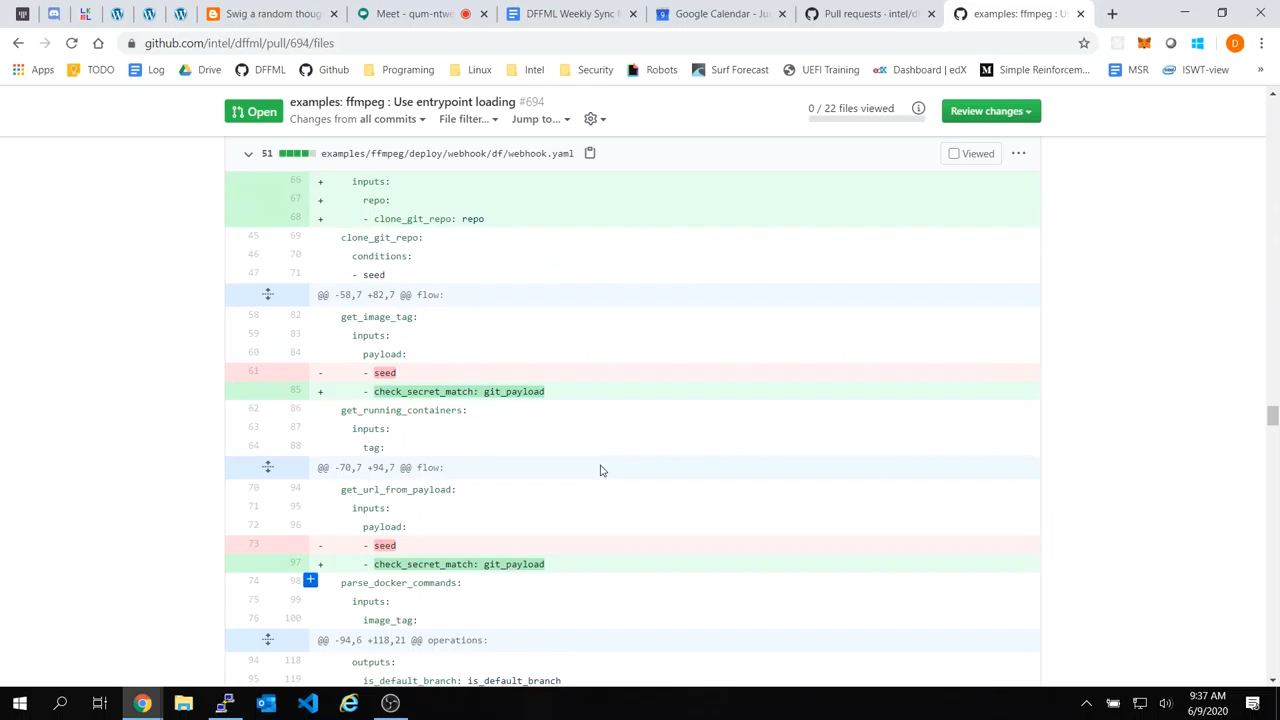 Swig a random though
Meet - qum-ntwe
DFFML Weekly Sync
Google Calendar - Ju
Pull requests · intel/d
examples: ffmpeg : Us
github.com/intel/dffml/pull/694/files
Apps
TODO
Log
Drive
DFFML
Github
Programming
Linux
Intel
Security
Robots
Surf Forecast
UEFI Training
Dashboard | edX
Simple Reinforcem...
MSR
ISWT-view
»
D
Open
examples: ffmpeg : Use entrypoint loading #694
Changes from all commits
File filter...
Jump to...
0 / 22 files viewed
Review changes
51 examples/ffmpeg/deploy/webhook/df/webhook.yaml
Viewed
66 + inputs:
67 + repo:
68 + - clone_git_repo: repo
45 69 clone_git_repo:
46 70 conditions:
47 71 - seed
@@ -58,7 +82,7 @@ flow:
58 82 get_image_tag:
59 83 inputs:
60 84 payload:
61 - - seed
85 + - check_secret_match: git_payload
62 86 get_running_containers:
63 87 inputs:
64 88 tag:
@@ -70,7 +94,7 @@ flow:
70 94 get_url_from_payload:
71 95 inputs:
72 96 payload:
73 - - seed
97 + - check_secret_match: git_payload
74 98 parse_docker_commands:
75 99 inputs:
76 100 image_tag:
@@ -94,6 +118,21 @@ operations:
94 118 outputs:
95 119 is_default_branch: is_default_branch
9:37 AM
6/9/2020